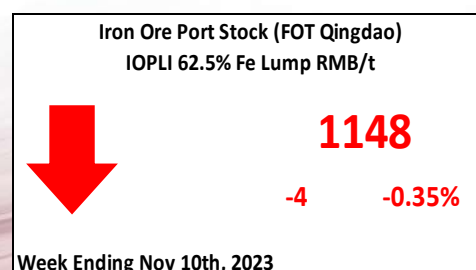 Iron Ore Port Stock (FOT Qingdao)
IOPLI 62.5% Fe Lump RMB/t
1148
-4 -0.35%
Week Ending Nov 10th, 2023